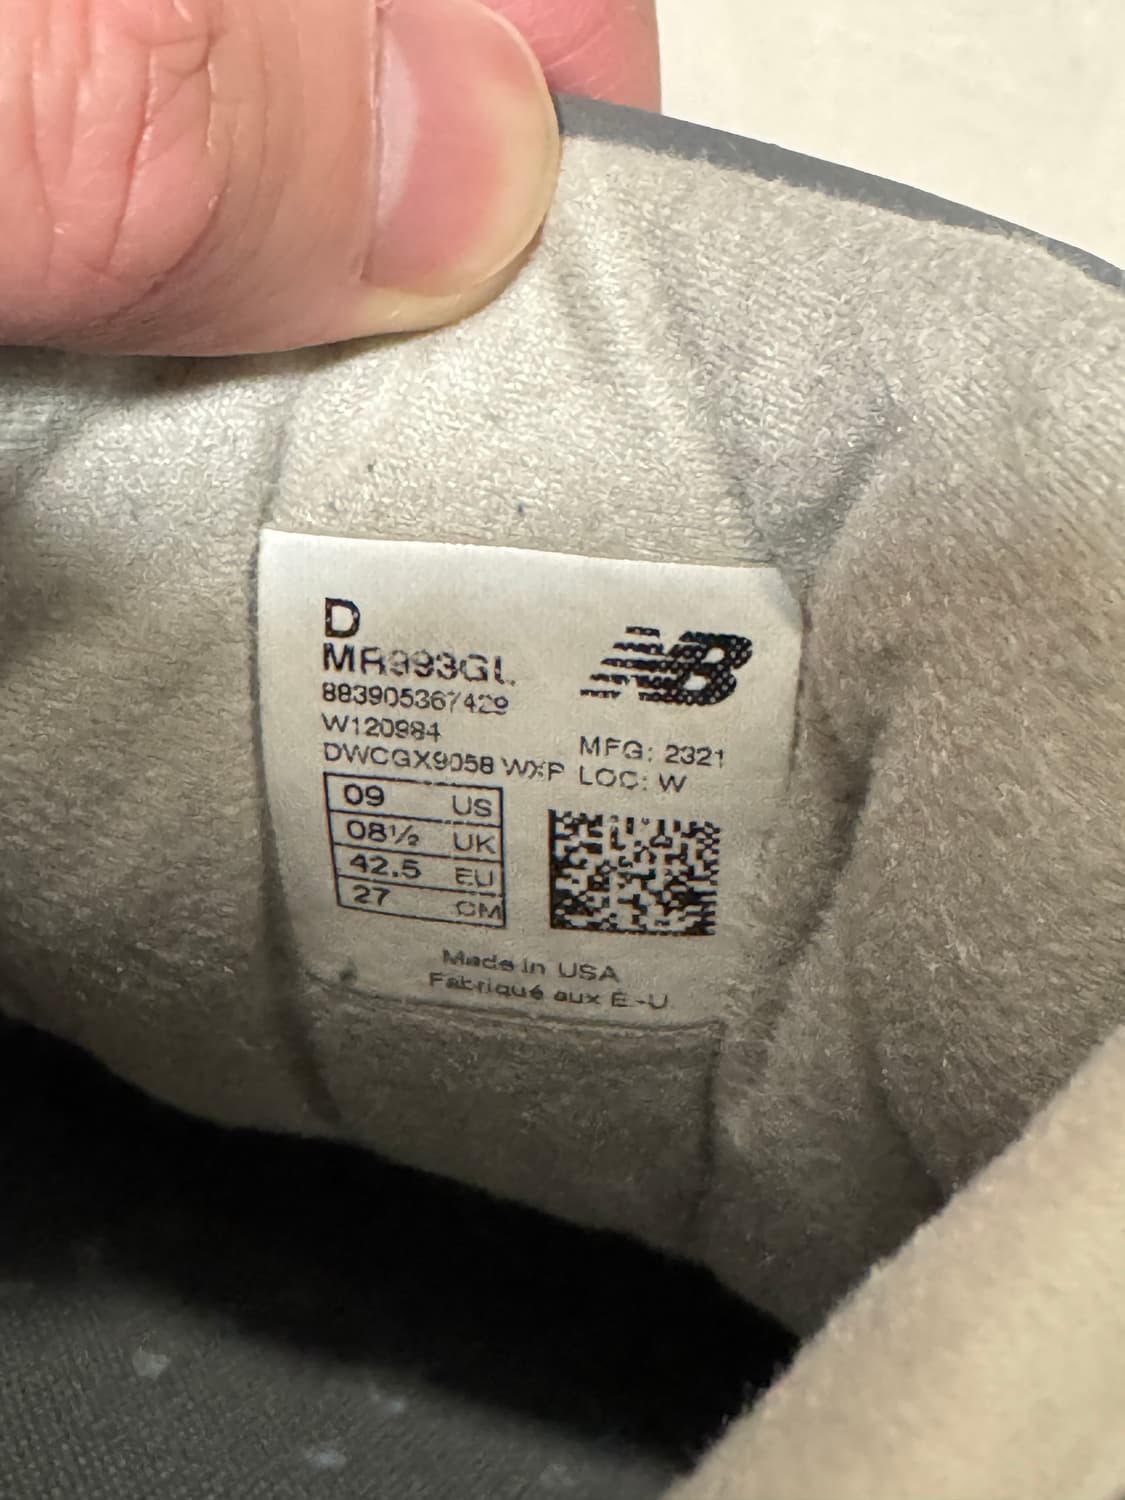 D
MR993GL
883905367429
W120984
DWCGX9058 WXP
NB
MFG: 2321
LOC: W
09 US
08½ UK
42.5 EU
27 CM
Made in USA
Fabriqué aux É.-U.